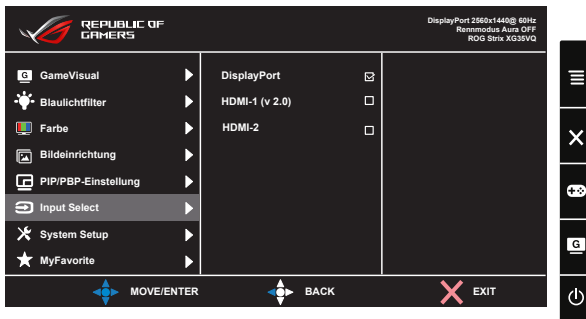 REPUBLIC OF
GAMERS
DisplayPort 2560x1440@ 60Hz
Rennmodus Aura OFF
ROG Strix XG35VQ
G GameVisual
Blaulichtfilter
Farbe
Bildeinrichtung
PIP/PBP-Einstellung
Input Select
System Setup
MyFavorite
DisplayPort
HDMI-1 (v 2.0)
HDMI-2
MOVE/ENTER
BACK
EXIT
G